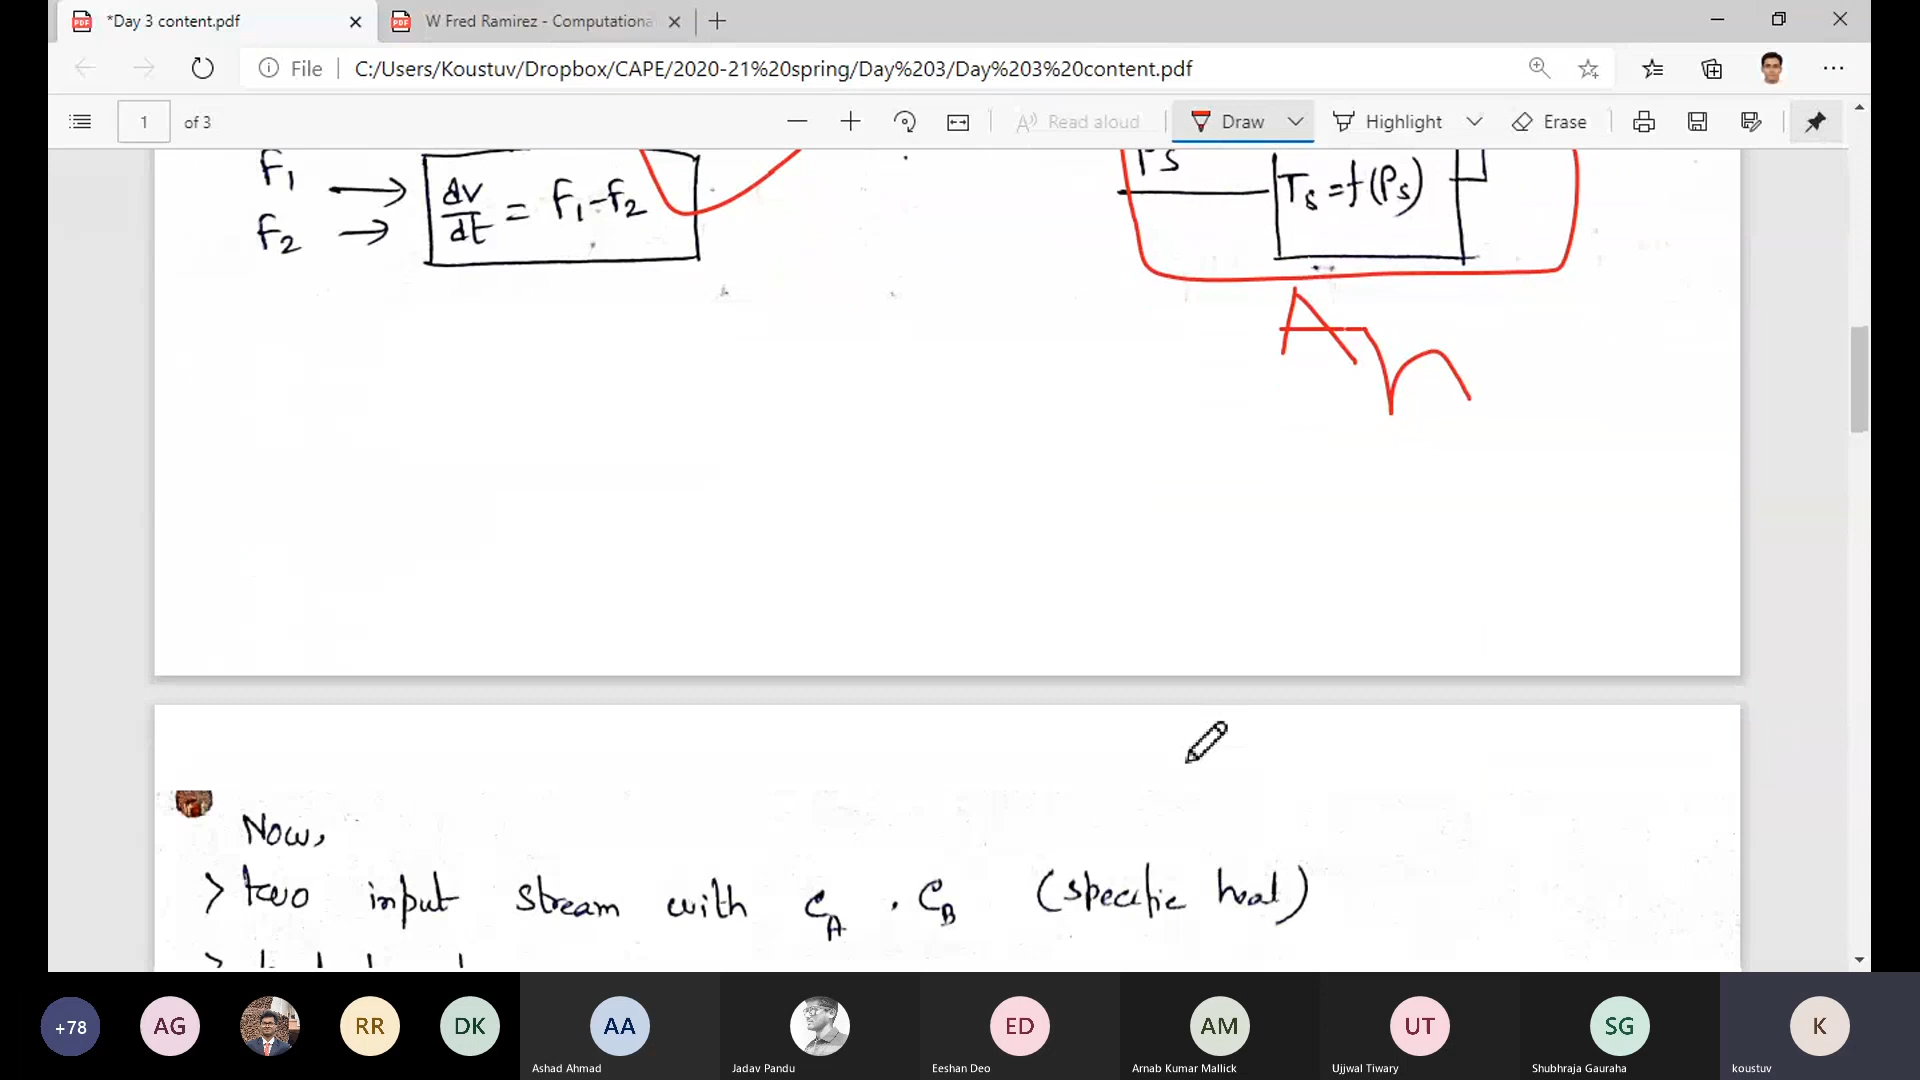 *Day 3 content.pdf
W Fred Ramirez - Computationa
File
C:/Users/Koustuv/Dropbox/CAPE/2020-21%20spring/Day%203/Day%203%20content.pdf
1 of 3
Read aloud
Draw
Highlight
Erase
F1
F2
dv/dt = F1-F2
Ps
Ts = f(Ps)
Now,
> two input stream with CA , CB (specific heat)
+78
AG
RR
DK
AA
ED
AM
UT
SG
K
Ashad Ahmad
Jadav Pandu
Eeshan Deo
Arnab Kumar Mallick
Ujjwal Tiwary
Shubhraja Gauraha
koustuv